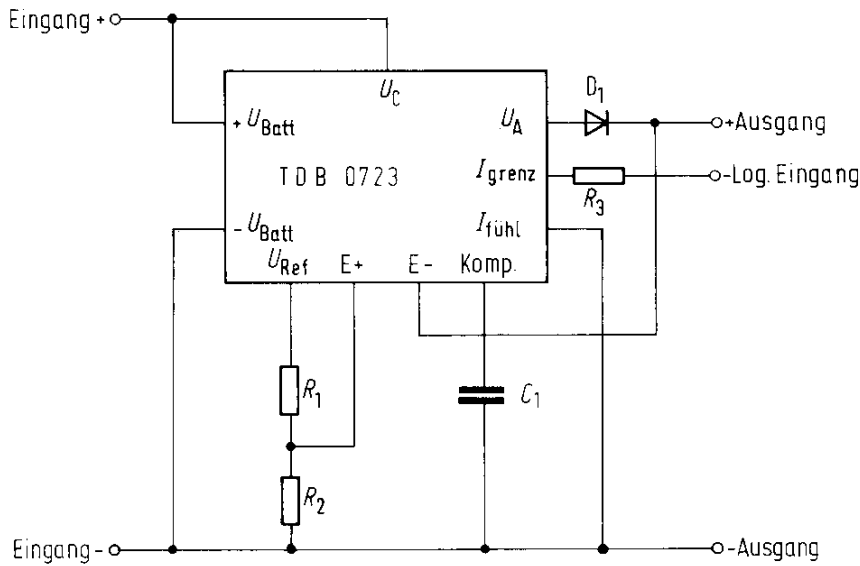 Eingang +
U_C
+ U_Batt
U_A
D_1
+Ausgang
TDB 0723
I_grenz
R_3
-Log. Eingang
- U_Batt
I_fühl
U_Ref
E+
E-
Komp.
R_1
C_1
R_2
Eingang-
-Ausgang